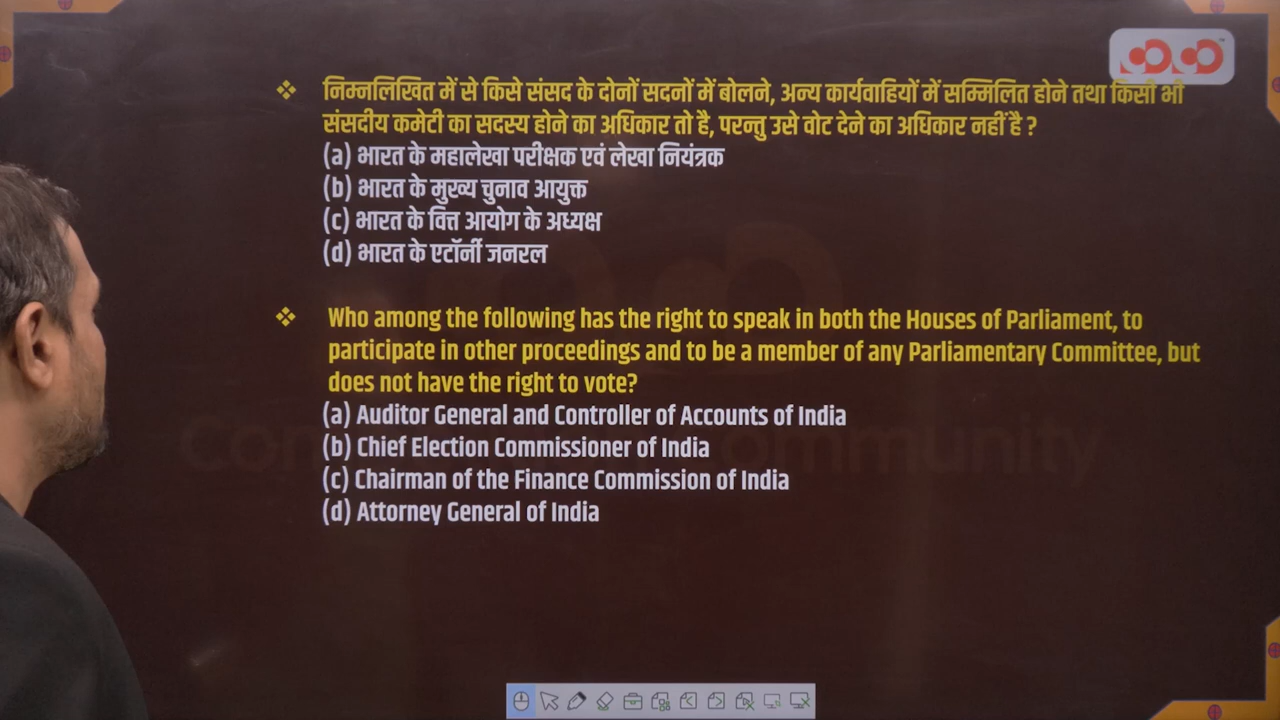 ❖ निम्नलिखित में से किसे संसद के दोनों सदनों में बोलने, अन्य कार्यवाहियों में सम्मिलित होने तथा किसी भी
संसदीय कमेटी का सदस्य होने का अधिकार तो है, परन्तु उसे वोट देने का अधिकार नहीं है ?
(a) भारत के महालेखा परीक्षक एवं लेखा नियंत्रक
(b) भारत के मुख्य चुनाव आयुक्त
(c) भारत के वित्त आयोग के अध्यक्ष
(d) भारत के एटॉर्नी जनरल
❖ Who among the following has the right to speak in both the Houses of Parliament, to
participate in other proceedings and to be a member of any Parliamentary Committee, but
does not have the right to vote?
(a) Auditor General and Controller of Accounts of India
(b) Chief Election Commissioner of India
(c) Chairman of the Finance Commission of India
(d) Attorney General of India